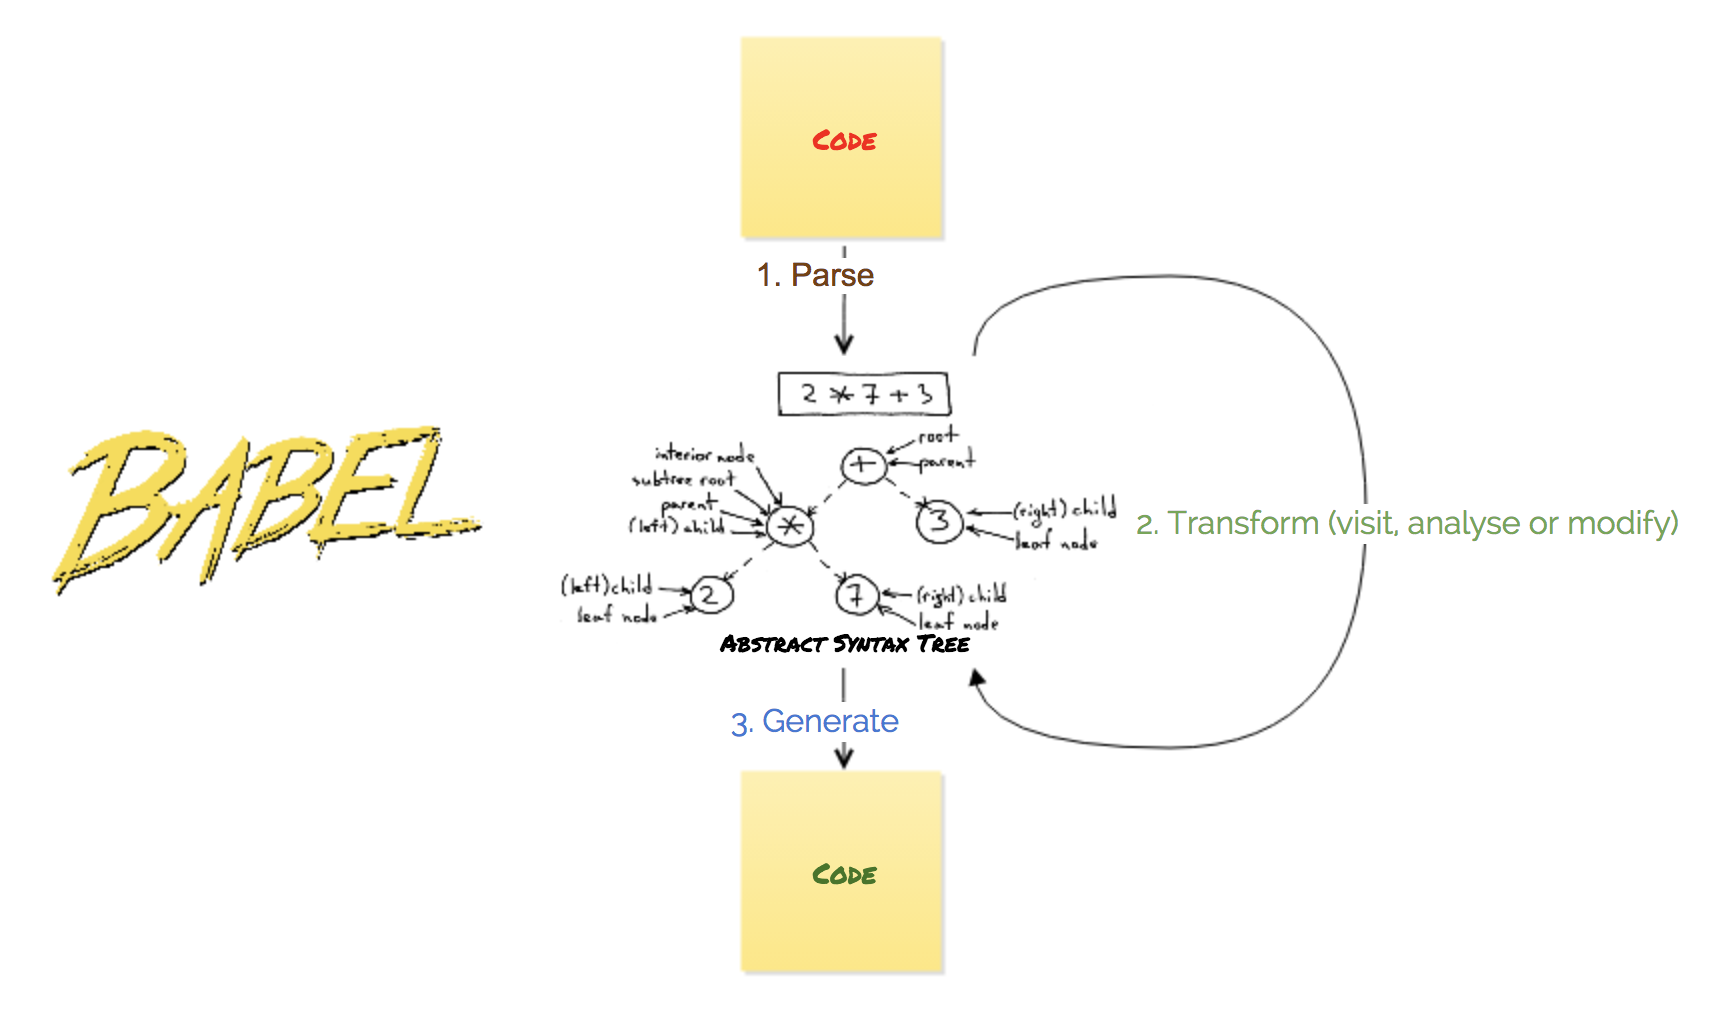 CODE
1. Parse
2 * 7 + 3
BABEL
root
parent
+
interior node
subtree root
parent
(left) child
*
3
(right) child
leaf node
2. Transform (visit, analyse or modify)
(left) child
leaf node
2
7
(right) child
leaf node
ABSTRACT SYNTAX TREE
3. Generate
CODE